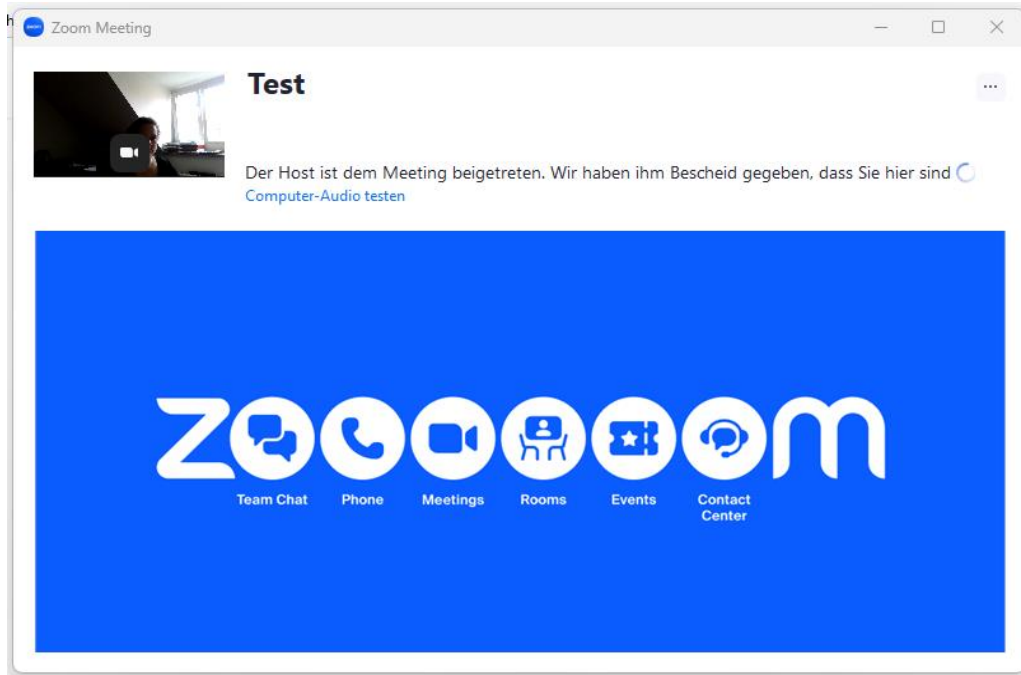 Zoom Meeting
Test
Der Host ist dem Meeting beigetreten. Wir haben ihm Bescheid gegeben, dass Sie hier sind
Computer-Audio testen
zoooooom
Team Chat
Phone
Meetings
Rooms
Events
Contact
Center